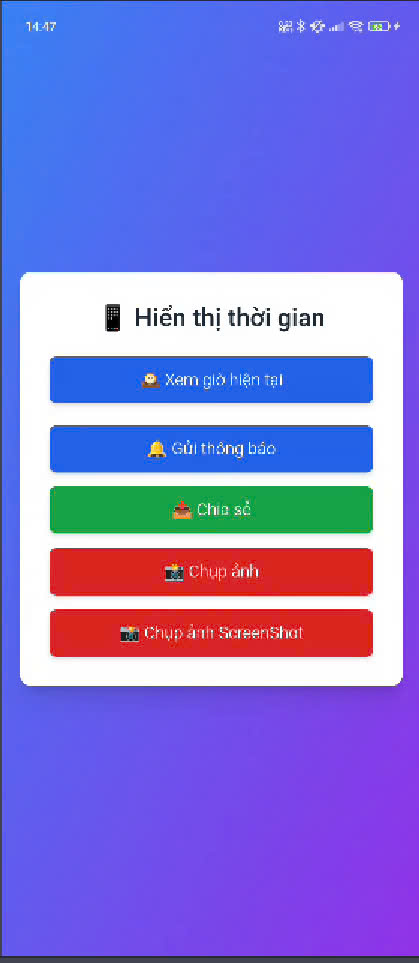 14:47
Hiển thị thời gian
Xem giờ hiện tại
Gửi thông báo
Chia sẻ
Chụp ảnh
Chụp ảnh ScreenShot